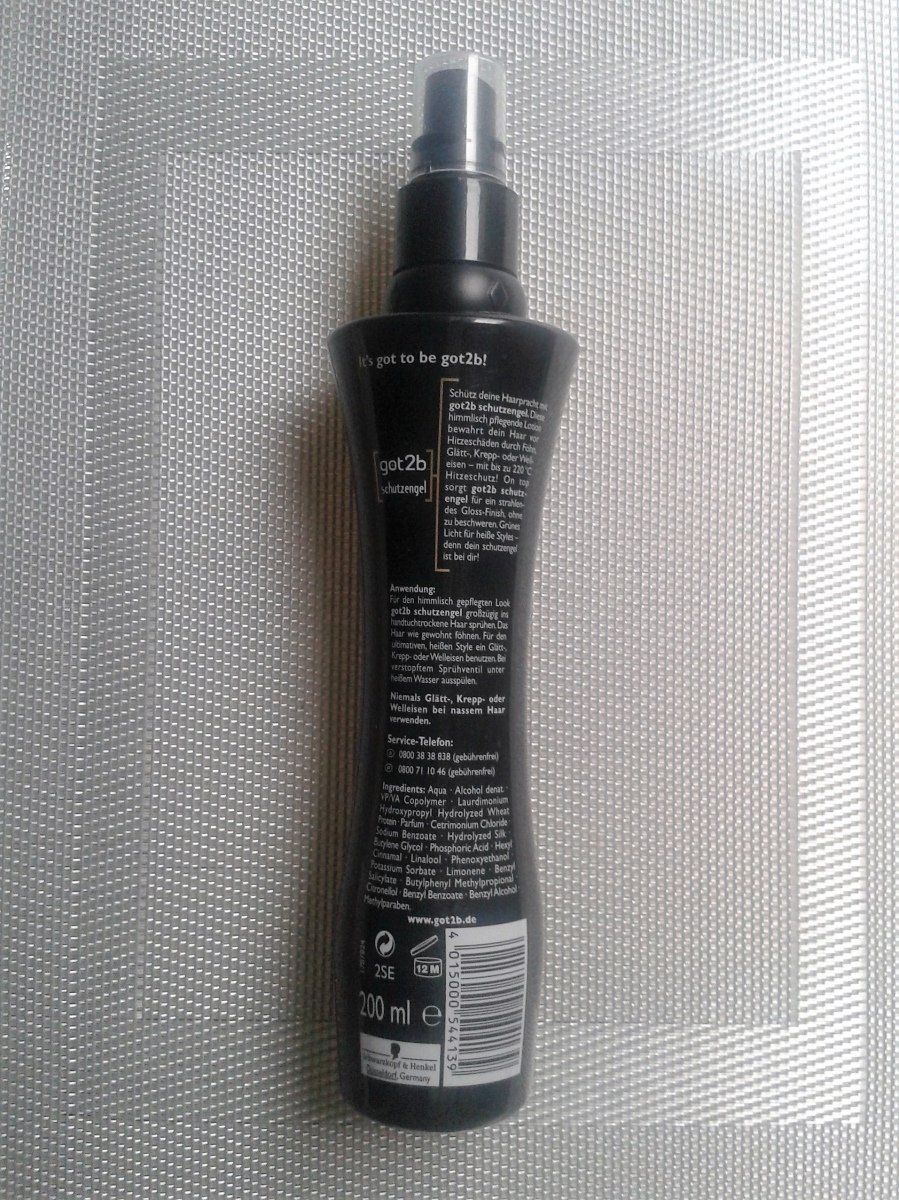 It's got to be got2b!
Schütz deine Haarpracht mit
got2b schutzengel. Diese
himmlisch pflegende Lotion
bewahrt dein Haar vor
Hitzeschäden durch Föhn,
Glätt-, Krepp- oder Well-
eisen – mit bis zu 220 °C
Hitzeschutz! On top
sorgt got2b schutz-
engel für ein strahlen-
des Gloss-Finish, ohne
zu beschweren. Grünes
Licht für heiße Styles –
denn dein schutzengel
ist bei dir!
got2b
schutzengel
Anwendung:
Für den himmlisch gepflegten Look
got2b schutzengel großzügig ins
handtuchtrockene Haar sprühen. Das
Haar wie gewohnt föhnen. Für den
ultimativen, heißen Style ein Glätt-,
Krepp- oder Welleisen benutzen. Bei
verstopftem Sprühventil unter
heißem Wasser ausspülen.
Niemals Glätt-, Krepp- oder
Welleisen bei nassem Haar
verwenden.
Service-Telefon:
0800 38 38 838 (gebührenfrei)
0800 71 10 46 (gebührenfrei)
Ingredients: Aqua · Alcohol denat. ·
VP/VA Copolymer · Laurdimonium
Hydroxypropyl Hydrolyzed Wheat
Protein · Parfum · Cetrimonium Chloride ·
Sodium Benzoate · Hydrolyzed Silk ·
Butylene Glycol · Phosphoric Acid · Hexyl
Cinnamal · Linalool · Phenoxyethanol ·
Potassium Sorbate · Limonene · Benzyl
Salicylate · Butylphenyl Methylpropional ·
Citronellol · Benzyl Benzoate · Benzyl Alcohol ·
Methylparaben.
www.got2b.de
2SE
12 M
200 ml e
Schwarzkopf & Henkel
Düsseldorf, Germany
4 015000 544139